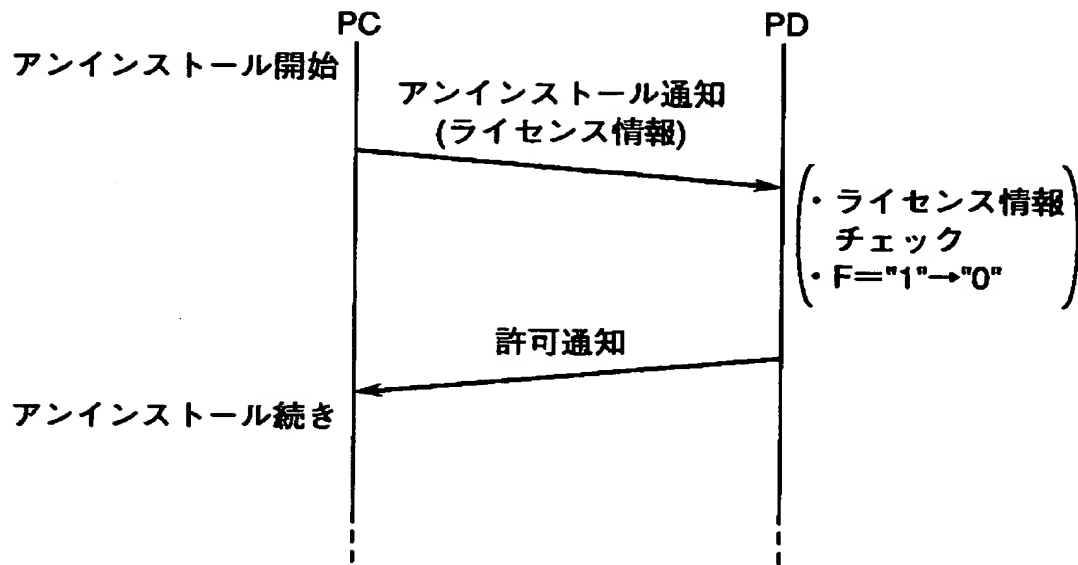 PC
PD
アンインストール開始
アンインストール通知
(ライセンス情報)
・ライセンス情報
チェック
・F="1"→"0"
許可通知
アンインストール続き